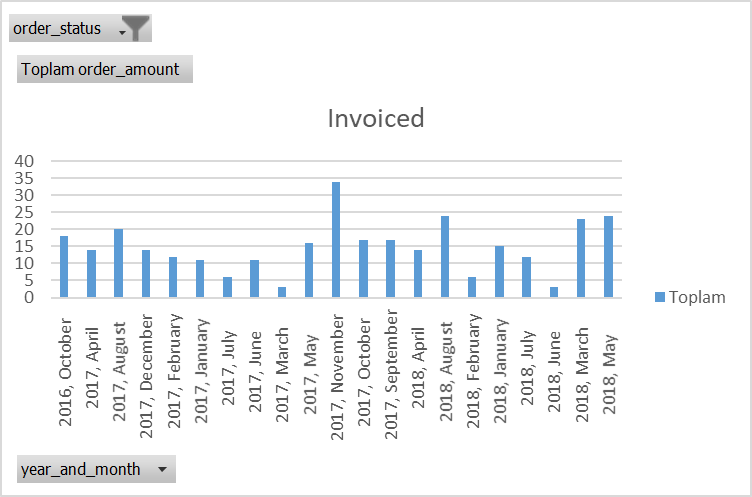 order_status
Toplam order_amount
Invoiced
40
35
30
25
20
15
10
5
0
2016, October
2017, April
2017, August
2017, December
2017, February
2017, January
2017, July
2017, June
2017, March
2017, May
2017, November
2017, October
2017, September
2018, April
2018, August
2018, February
2018, January
2018, July
2018, June
2018, March
2018, May
Toplam
year_and_month